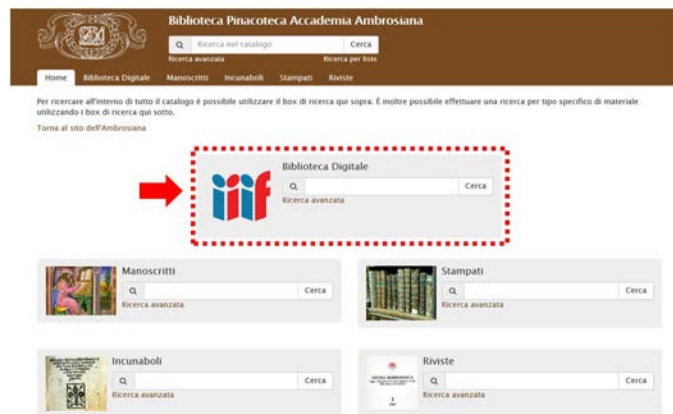 Biblioteca Pinacoteca Accademia Ambrosiana
Ricerca nel catalogo Cerca
Ricerca avanzata Ricerca per liste
Home Biblioteca Digitale Manoscritti Incunaboli Stampati Riviste
Per ricercare all'interno di tutto il catalogo è possibile utilizzare il box di ricerca qui sopra. É inoltre possibile effettuare una ricerca per tipo specifico di materiale
utilizzando i box di ricerca qui sotto.
Torna al sito dell'Ambrosiana
iiif
Biblioteca Digitale
Cerca
Ricerca avanzata
Manoscritti
Cerca
Ricerca avanzata
Stampati
Cerca
Ricerca avanzata
Incunaboli
Cerca
Ricerca avanzata
Riviste
Cerca
Ricerca avanzata